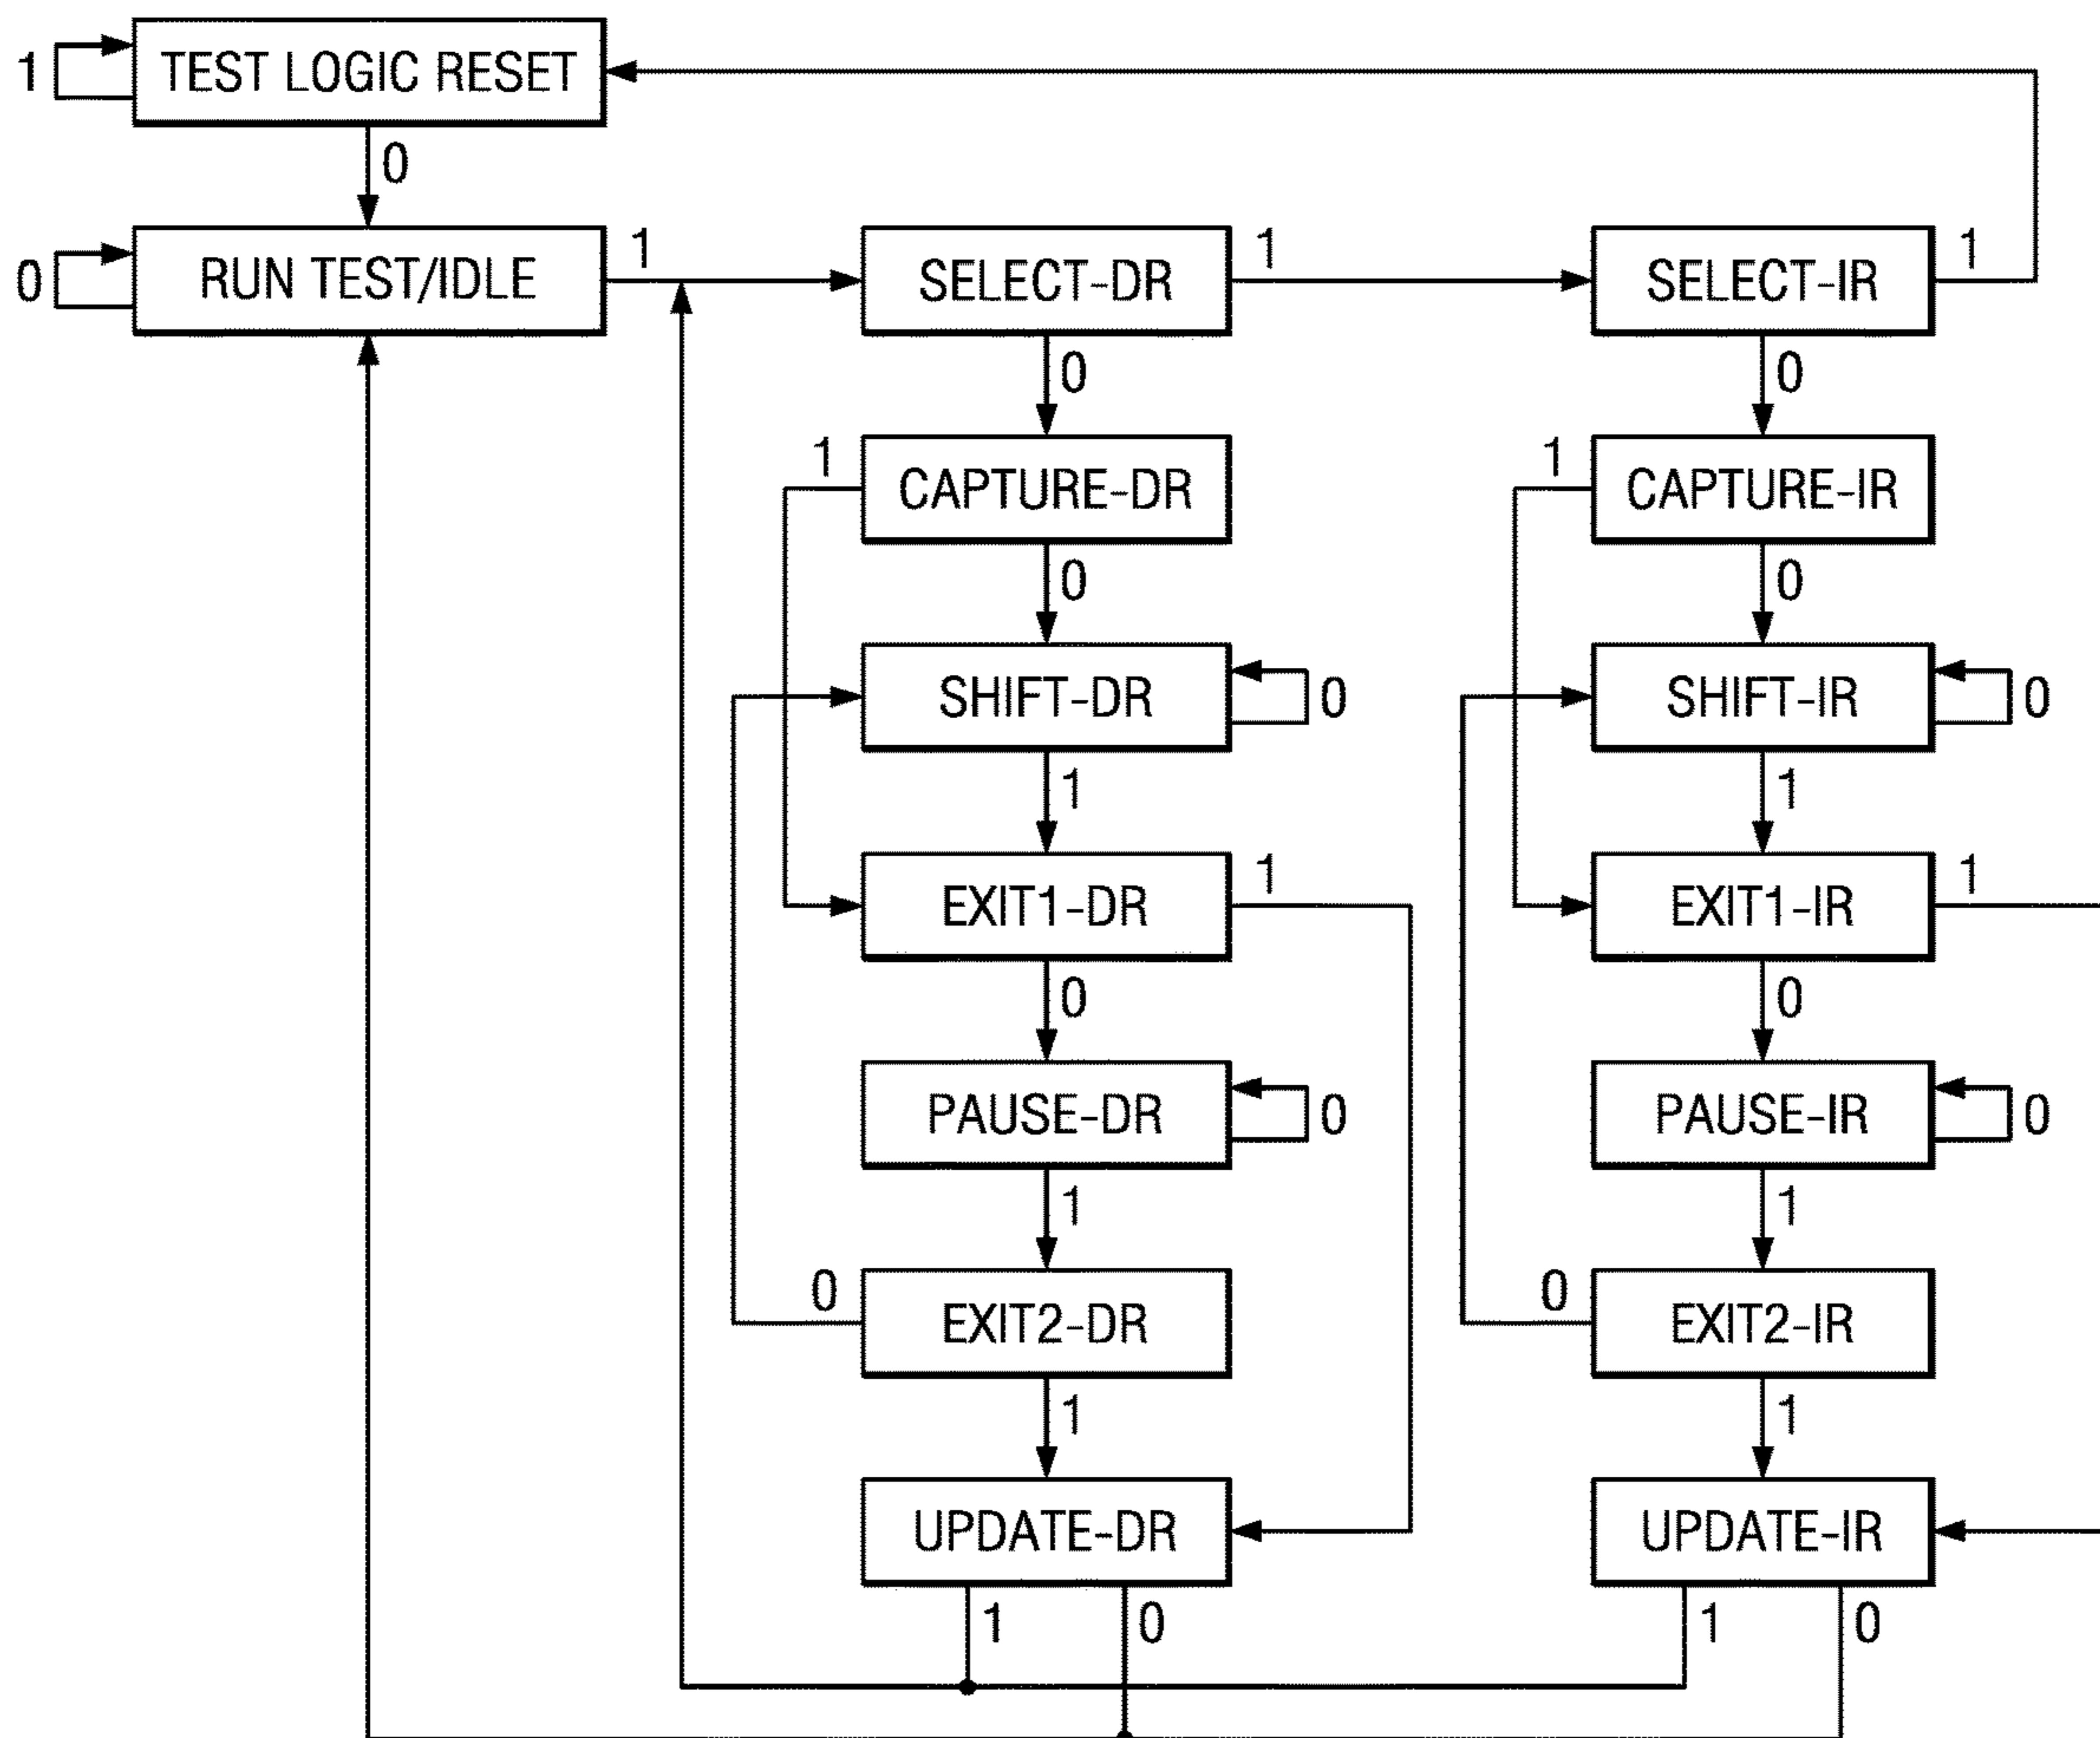 TEST LOGIC RESET
1
0
RUN TEST/IDLE
0
1
SELECT-DR
1
SELECT-IR
1
0
0
1
CAPTURE-DR
1
CAPTURE-IR
0
0
SHIFT-DR
0
SHIFT-IR
0
1
1
EXIT1-DR
1
EXIT1-IR
1
0
0
PAUSE-DR
0
PAUSE-IR
0
1
1
0
EXIT2-DR
0
EXIT2-IR
1
1
UPDATE-DR
UPDATE-IR
1
0
1
0